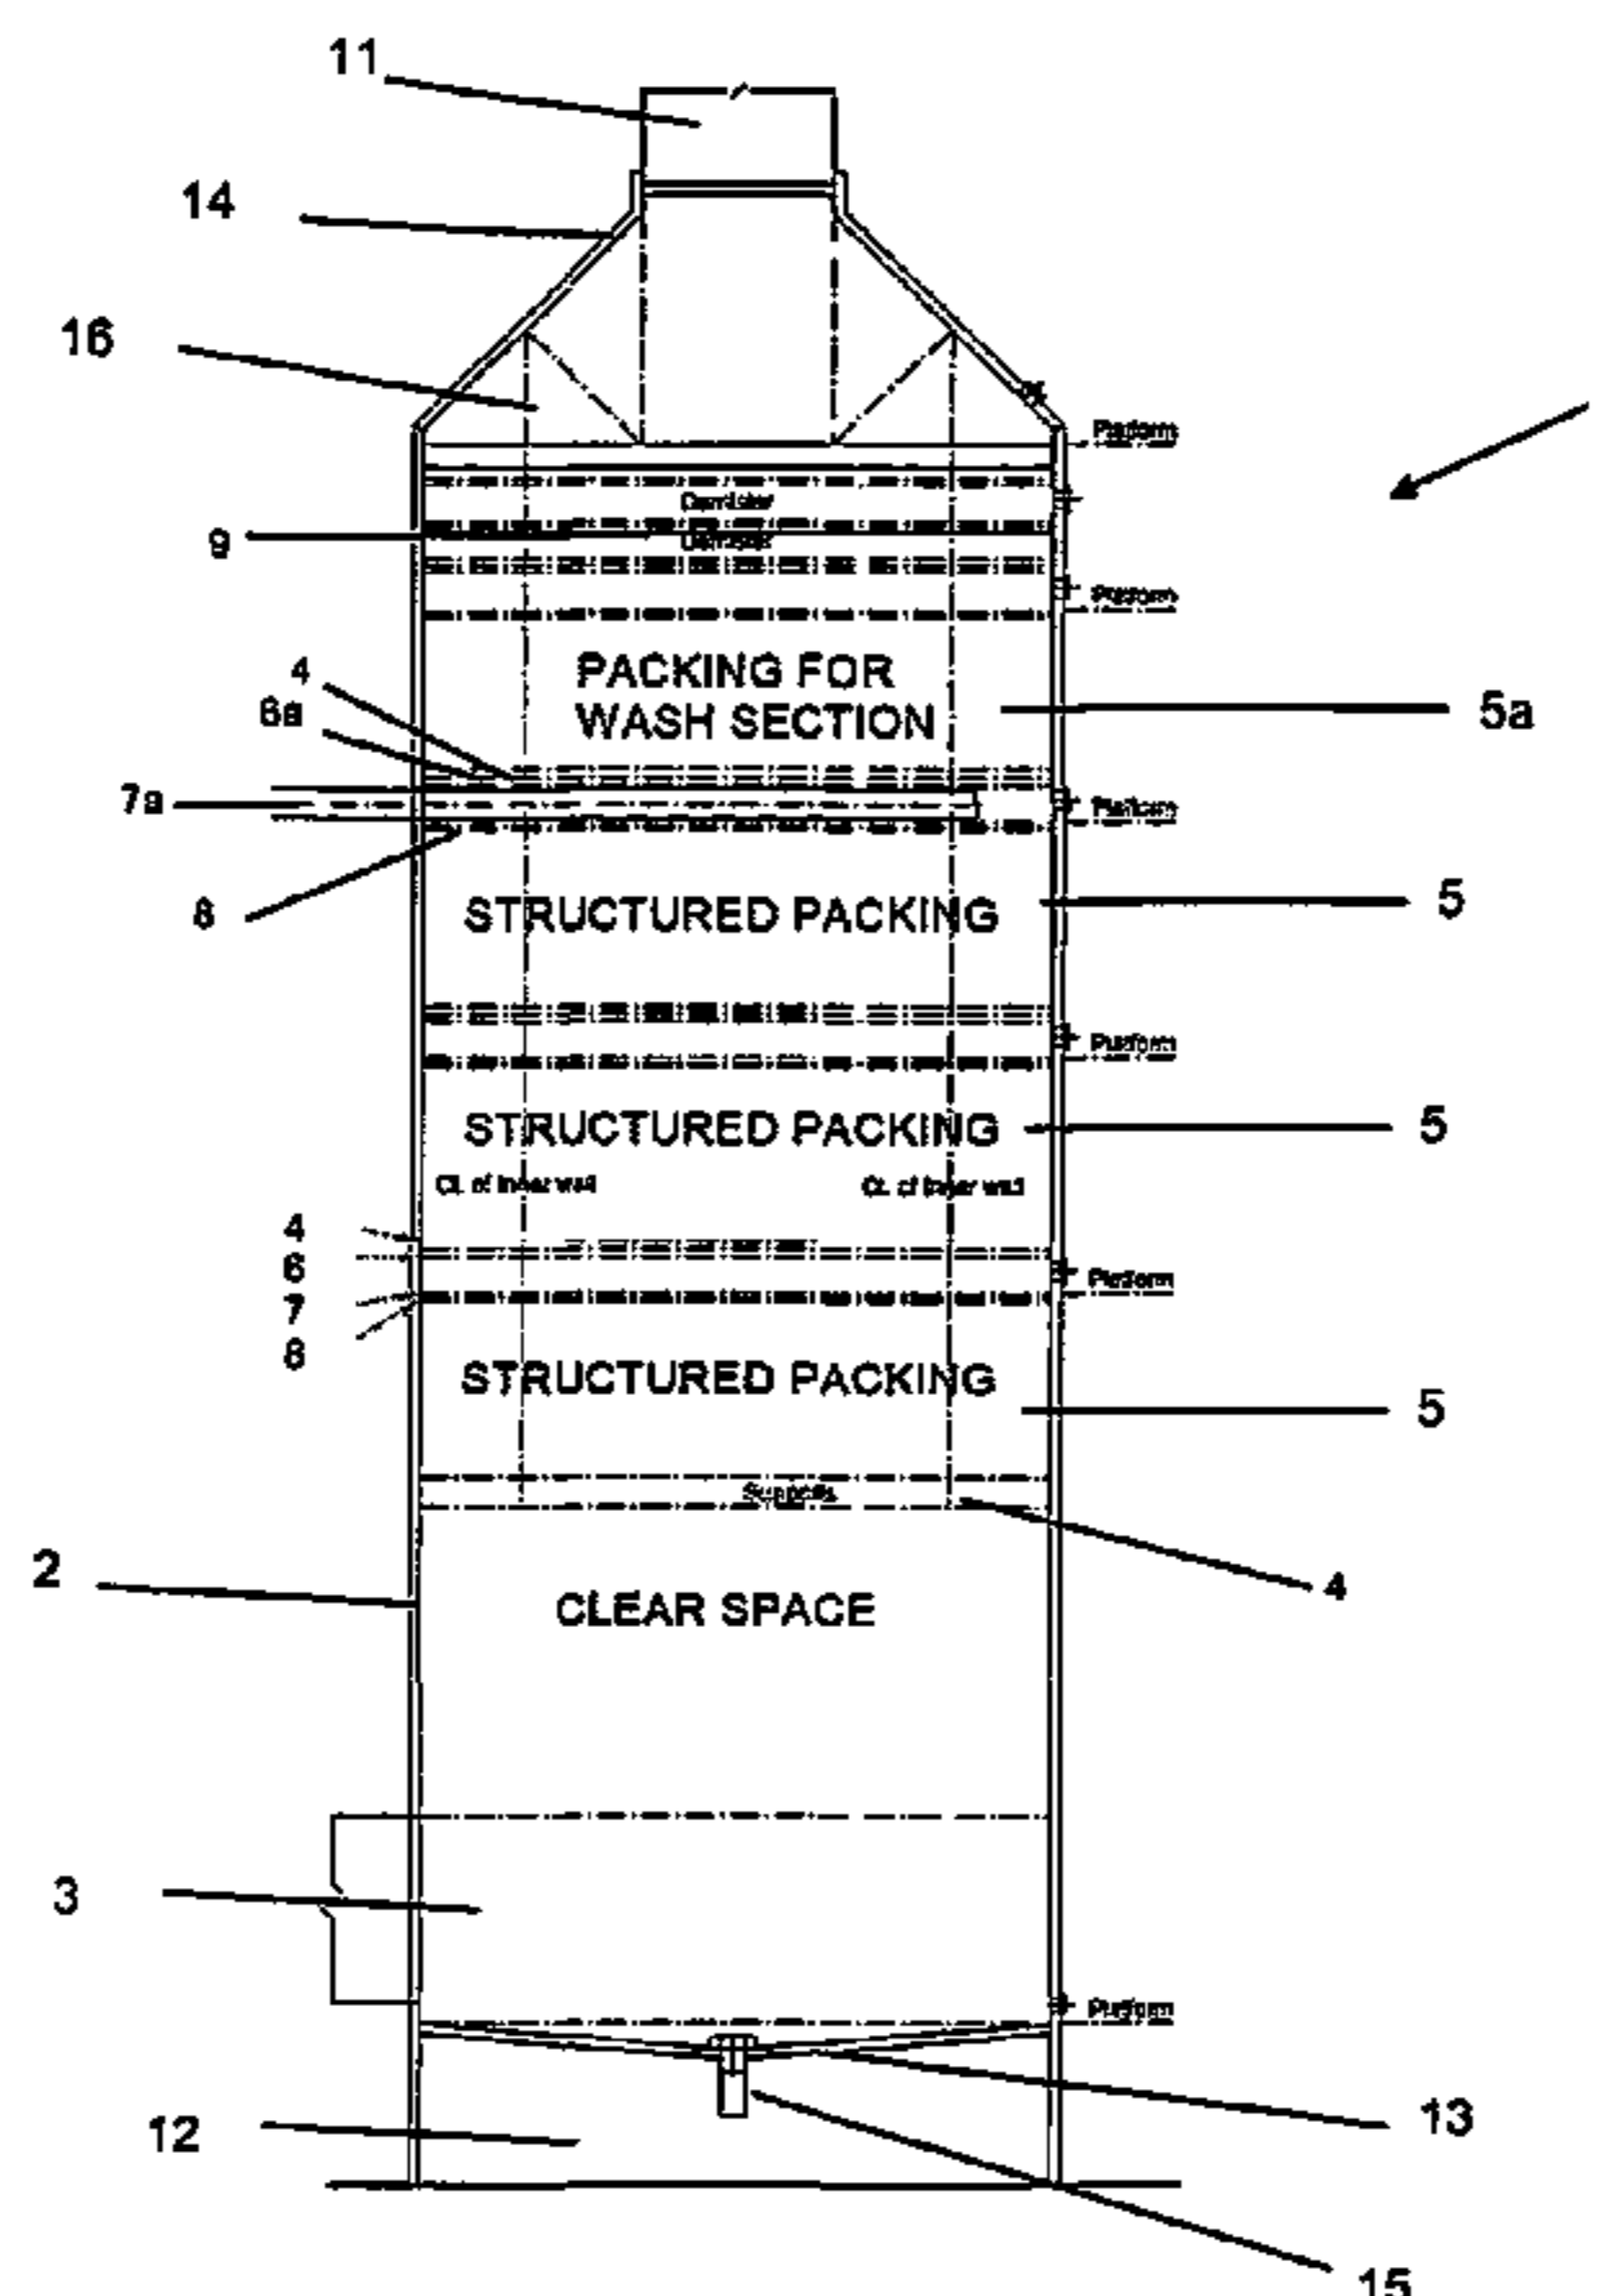 11
14
16
Platform
Demister
9
Demister
Platform
PACKING FOR
4
6a
WASH SECTION
5a
7a
Platform
8
STRUCTURED PACKING
5
Platform
STRUCTURED PACKING
5
CL of inner wall
CL of inner wall
4
6
7
8
Platform
STRUCTURED PACKING
5
Supports
2
4
CLEAR SPACE
3
Platform
13
12
15